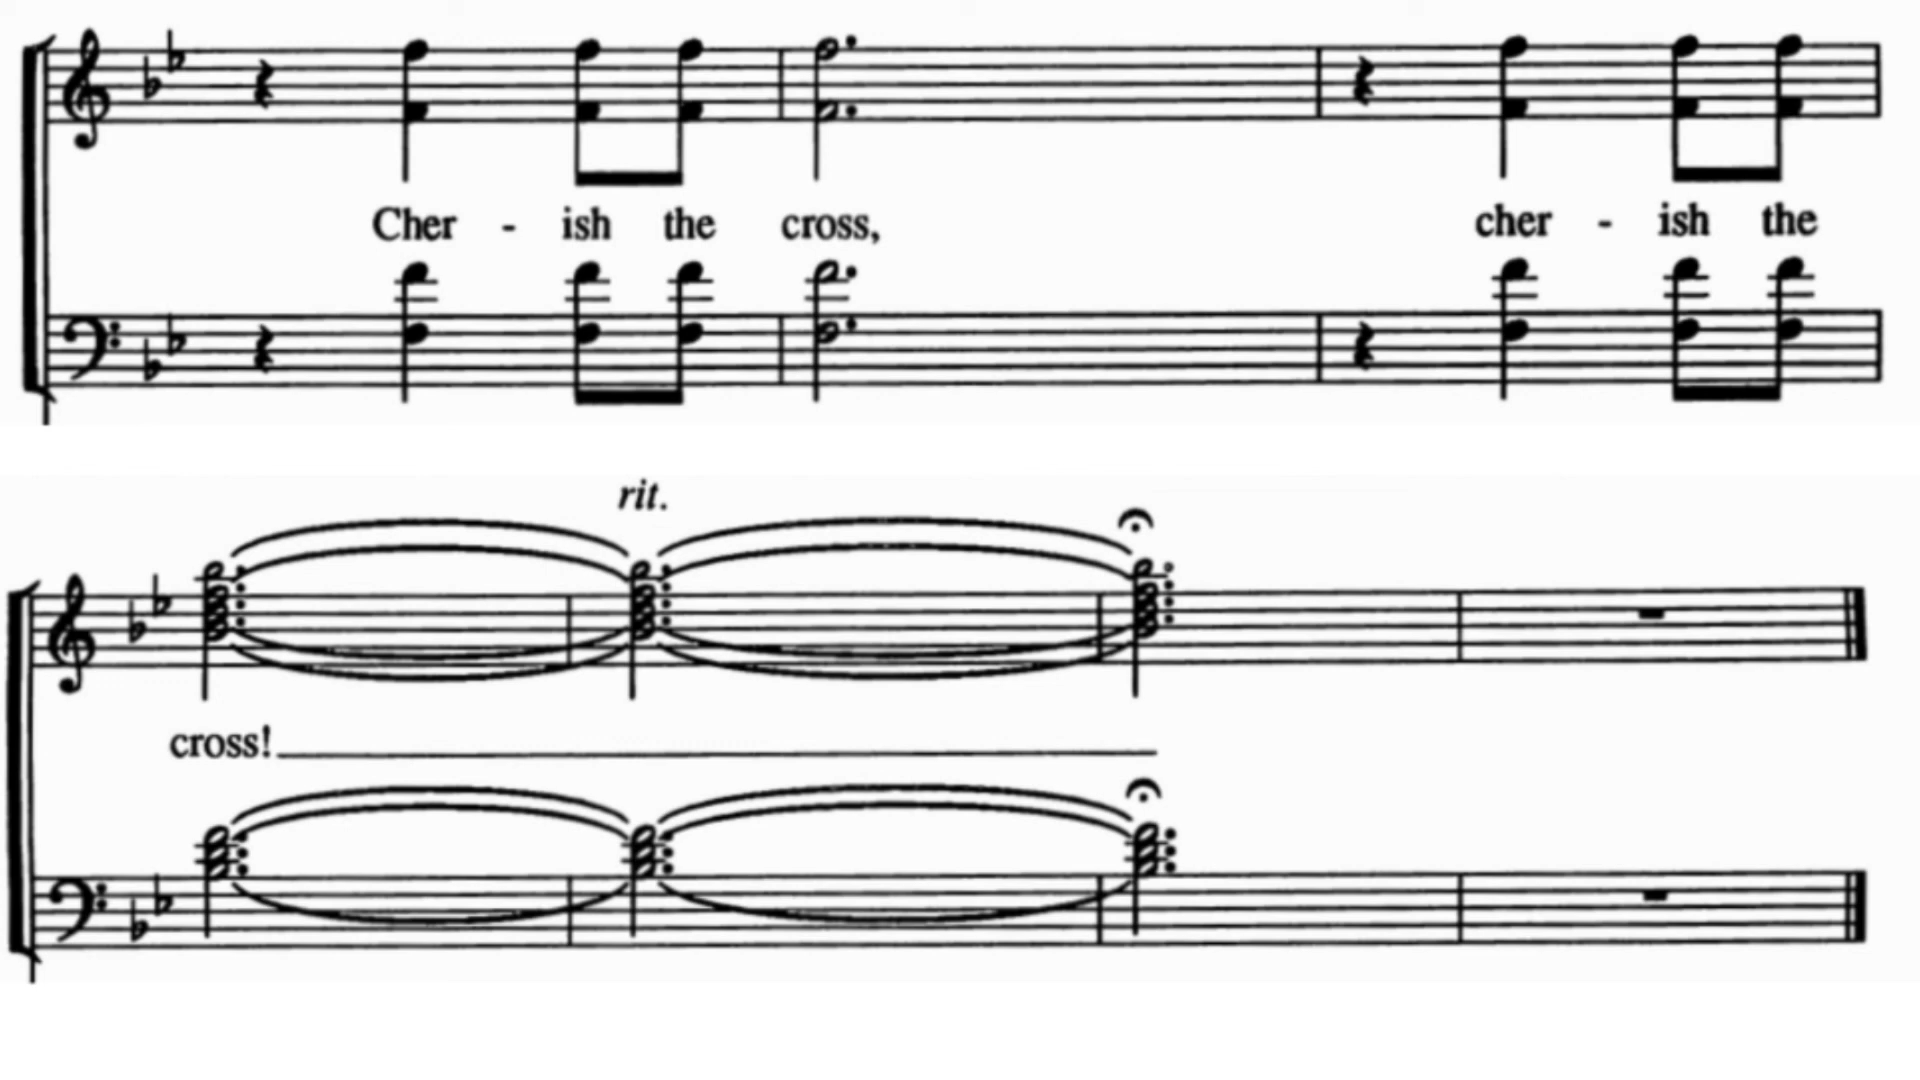 Cher - ish the cross, cher - ish the
rit.
cross!